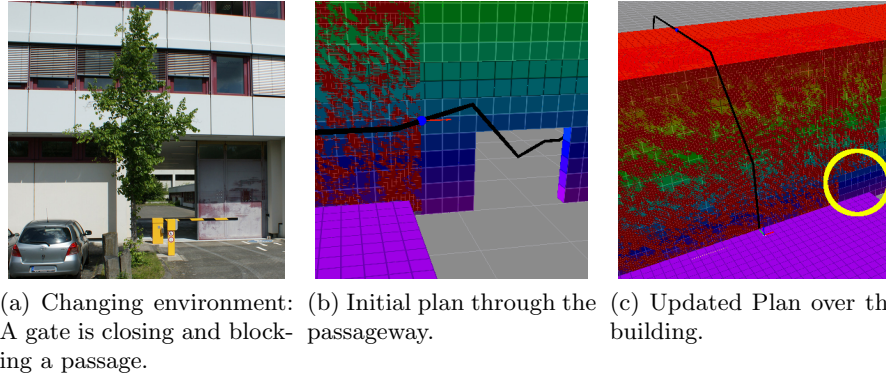 (a) Changing environment:
A gate is closing and block-
ing a passage.
(b) Initial plan through the
passageway.
(c) Updated Plan over th
building.